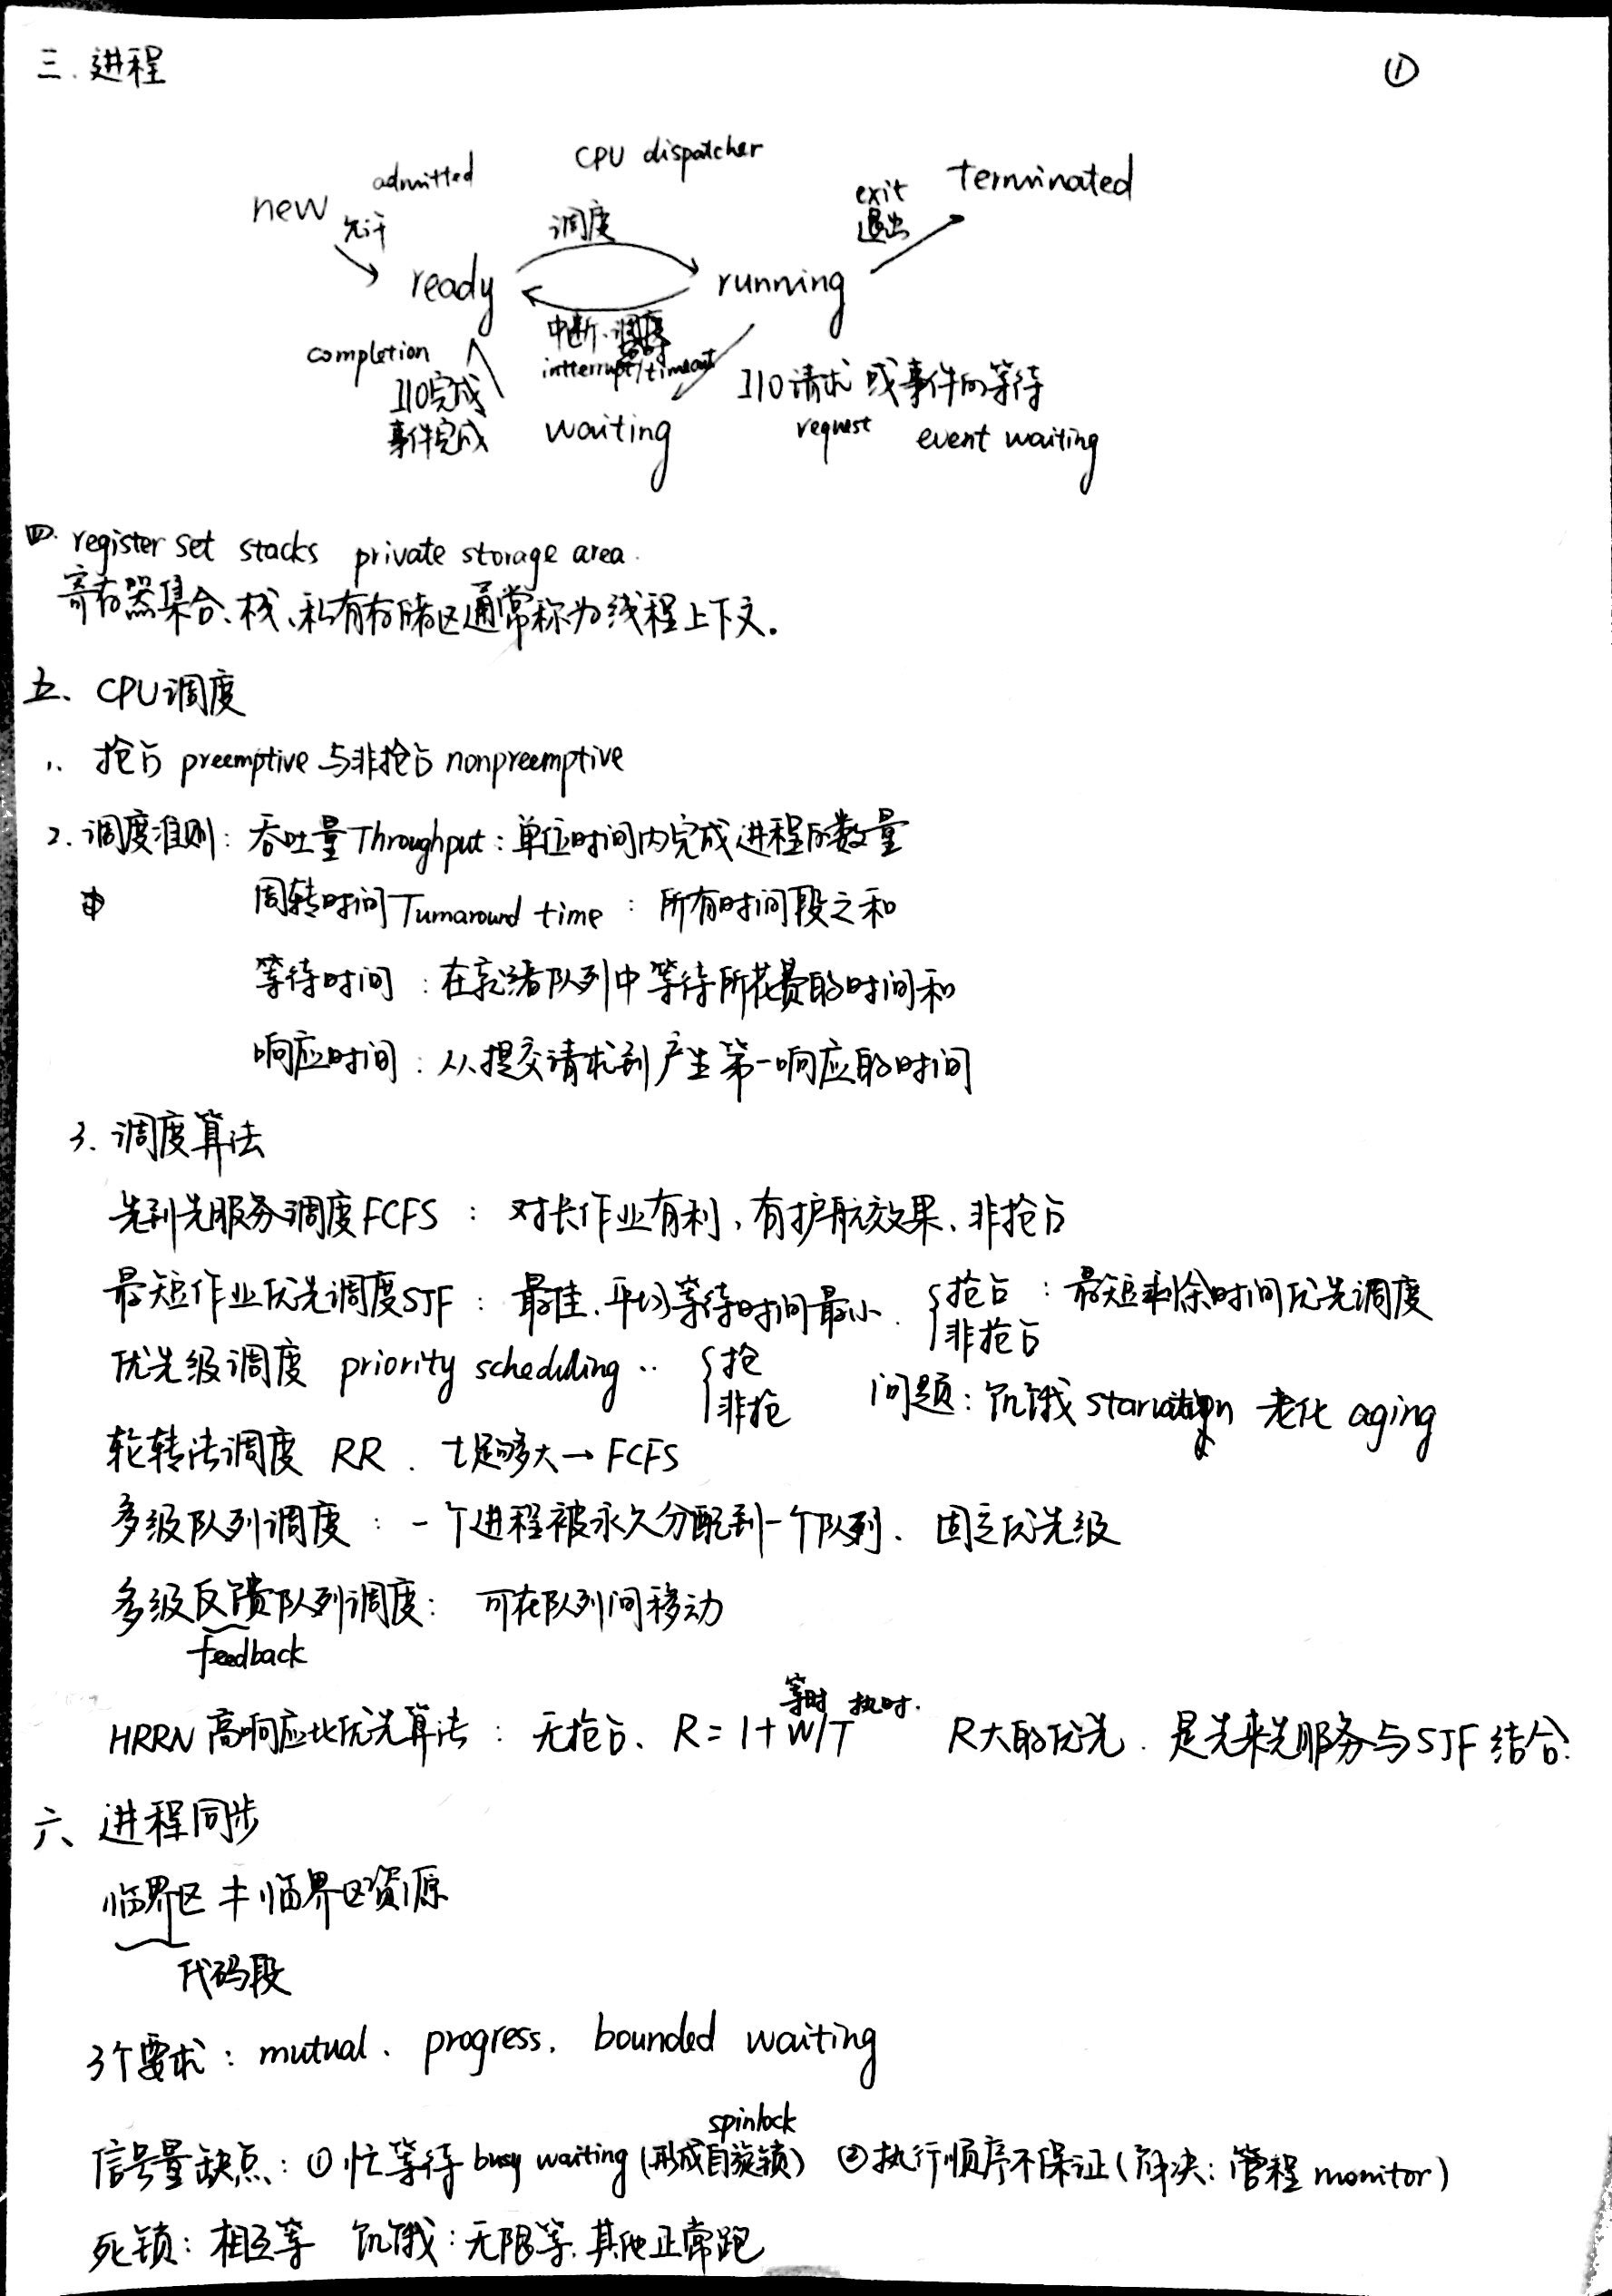 三. 进程
①
CPU dispatcher
admitted
terminated
new 允许
调度
exit
退出
ready
running
中断.
completion
interrupt/timeout
I/O完成
I/O请求 或事件的等待
事件完成
waiting
request event waiting
四. register set stacks private storage area.
寄存器集合、栈、私有存储区通常称为线程上下文。
五、CPU调度
1. 抢占 preemptive 与非抢占 nonpreemptive
2. 调度准则: 吞吐量 Throughput: 单位时间内完成进程的数量
周转时间 Turnaround time : 所有时间段之和
等待时间 : 在就绪队列中等待所花费的时间和
响应时间 : 从提交请求到产生第一响应的时间
3. 调度算法
先到先服务调度FCFS : 对长作业有利, 有护航效果、非抢占
最短作业优先调度SJF : 最佳. 平均等待时间最小. { 抢占 : 最短剩余时间优先调度
非抢占
优先级调度 priority scheduling.. { 抢
非抢
问题: 饥饿 starvation 老化 aging
轮转法调度 RR. t足够大→FCFS
多级队列调度 : 一个进程被永久分配到一个队列、固定优先级
多级反馈队列调度: 可在队列间移动
feedback
等时 执时.
HRRN 高响应比优先算法 : 无抢占、R=1+W/T R大的优先. 是先来先服务与SJF结合.
六、进程同步
临界区≠临界区资源
代码段
3个要求: mutual、progress. bounded waiting
spinlock
信号量缺点: ①忙等待 busy waiting (形成自旋锁) ②执行顺序不保证 (解决: 管程 monitor)
死锁: 相互等 饥饿: 无限等. 其他正常跑